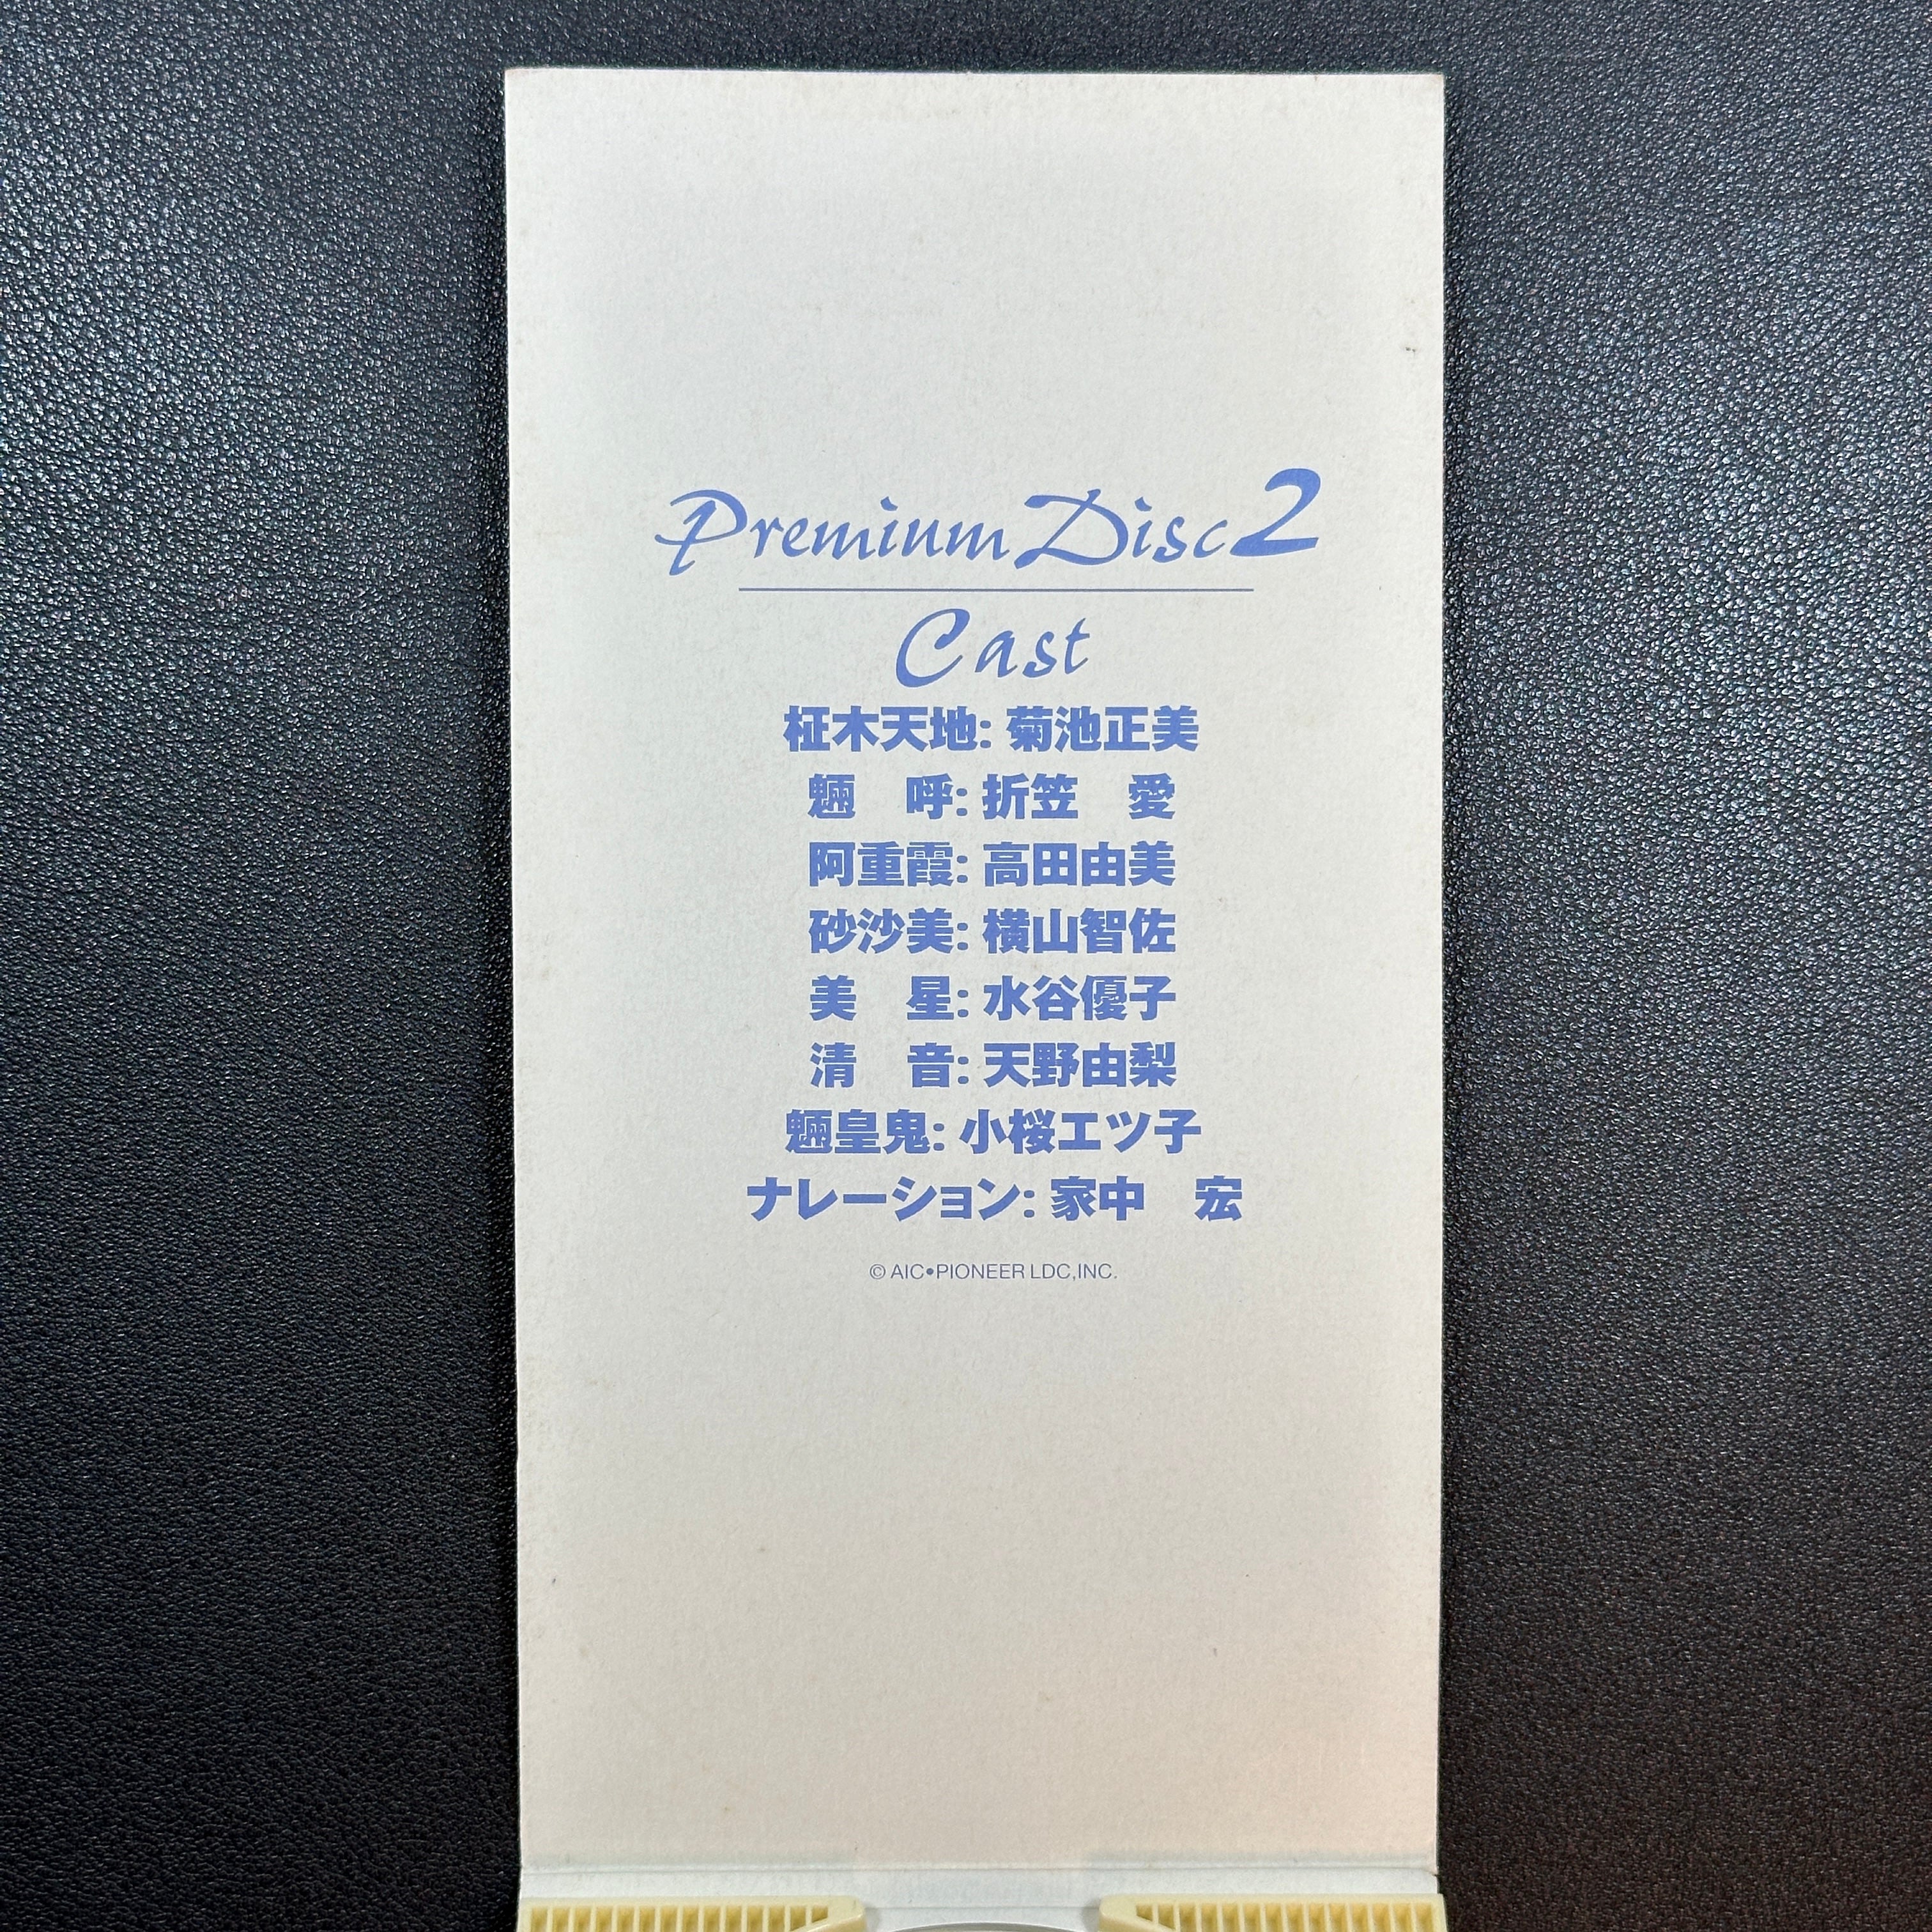 Premium Disc 2
Cast
柾木天地: 菊池正美
魎　呼: 折笠　愛
阿重霞: 高田由美
砂沙美: 横山智佐
美　星: 水谷優子
清　音: 天野由梨
魎皇鬼: 小桜エツ子
ナレーション: 家中　宏
© AIC•PIONEER LDC,INC.